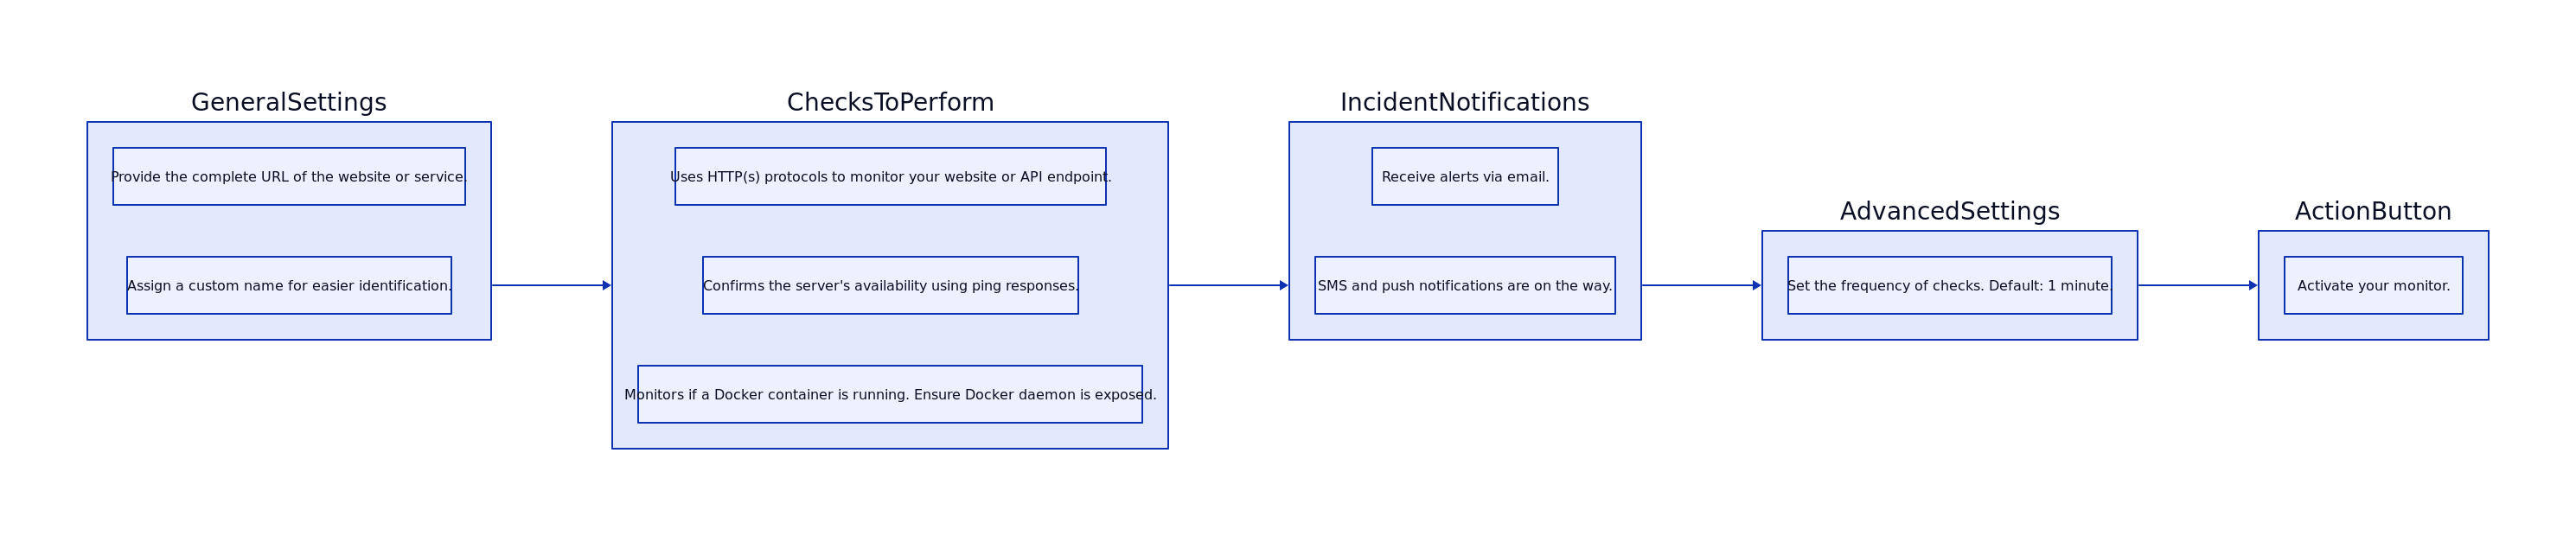 GeneralSettings
Provide the complete URL of the website or service.
Assign a custom name for easier identification.
ChecksToPerform
Uses HTTP(s) protocols to monitor your website or API endpoint.
Confirms the server's availability using ping responses.
Monitors if a Docker container is running. Ensure Docker daemon is exposed.
IncidentNotifications
Receive alerts via email.
SMS and push notifications are on the way.
AdvancedSettings
Set the frequency of checks. Default: 1 minute.
ActionButton
Activate your monitor.